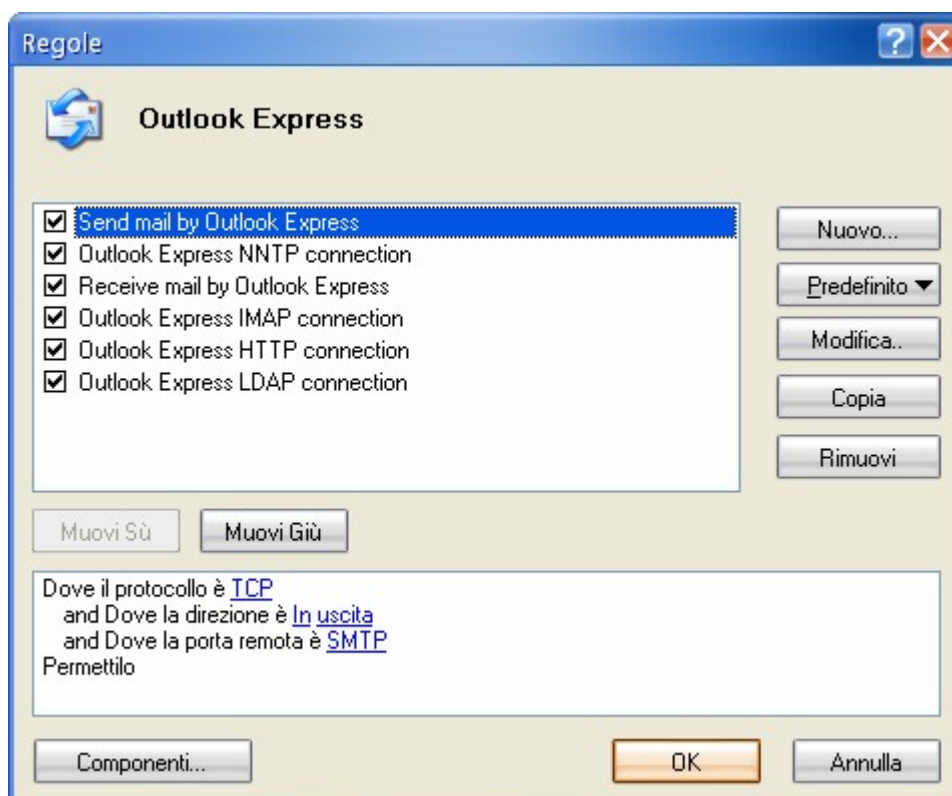 Regole
Outlook Express
Send mail by Outlook Express
Outlook Express NNTP connection
Receive mail by Outlook Express
Outlook Express IMAP connection
Outlook Express HTTP connection
Outlook Express LDAP connection
Nuovo...
Predefinito
Modifica..
Copia
Rimuovi
Muovi Sù
Muovi Giù
Dove il protocollo è TCP
and Dove la direzione è In uscita
and Dove la porta remota è SMTP
Permettilo
Componenti...
OK
Annulla